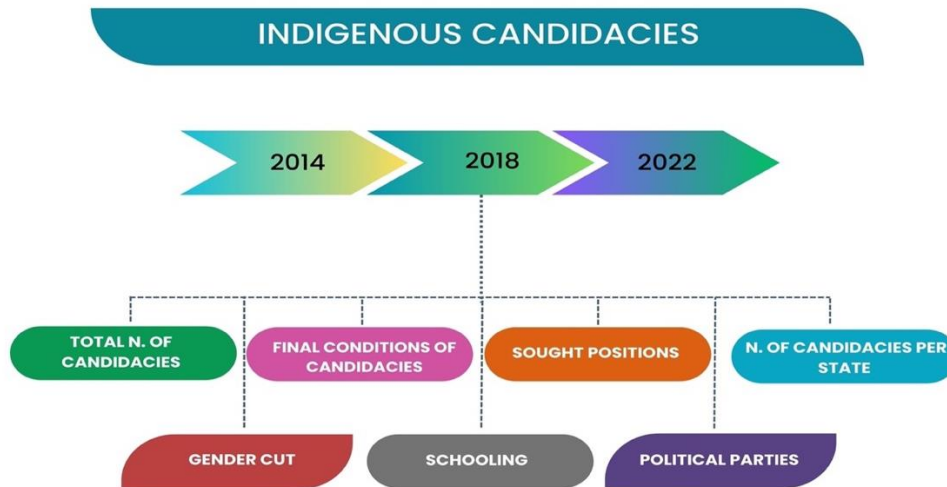 INDIGENOUS CANDIDACIES
2014
2018
2022
TOTAL N. OF
CANDIDACIES
FINAL CONDITIONS OF
CANDIDACIES
SOUGHT POSITIONS
N. OF CANDIDACIES PER
STATE
GENDER CUT
SCHOOLING
POLITICAL PARTIES